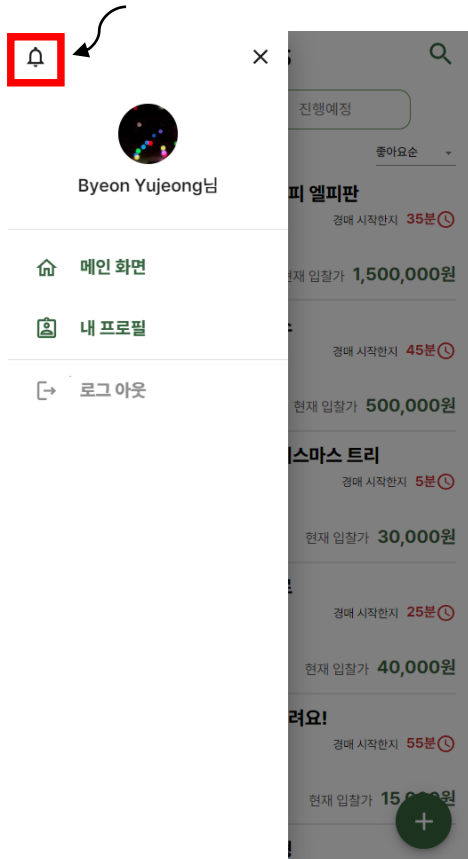 Byeon Yujeong님
메인 화면
내 프로필
로그 아웃
진행예정
좋아요순
피 엘피판
경매 시작한지 35분
현재 입찰가 1,500,000원
경매 시작한지 45분
현재 입찰가 500,000원
스마스 트리
경매 시작한지 5분
현재 입찰가 30,000원
경매 시작한지 25분
현재 입찰가 40,000원
려요!
경매 시작한지 55분
현재 입찰가